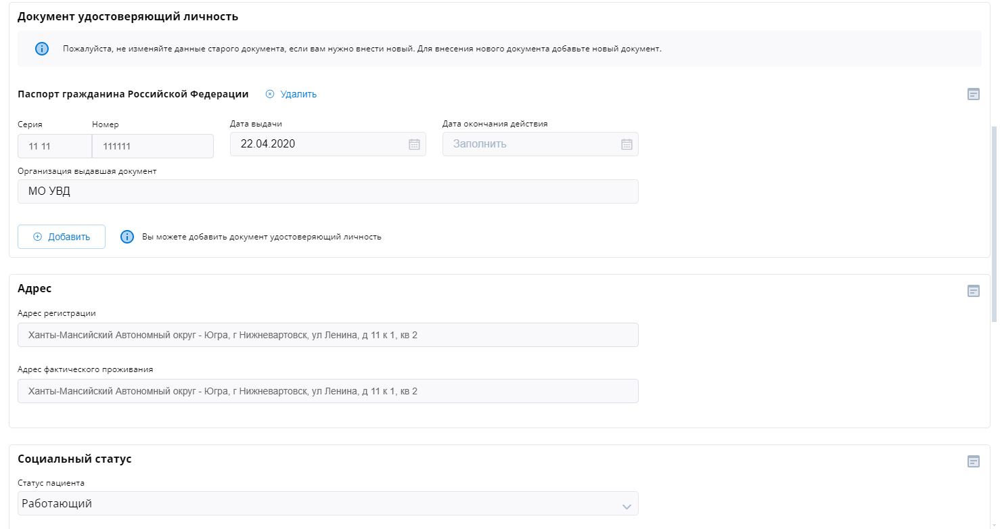 Документ удостоверяющий личность
Пожалуйста, не изменяйте данные старого документа, если вам нужно внести новый. Для внесения нового документа добавьте новый документ.
Паспорт гражданина Российской Федерации Удалить
Серия Номер Дата выдачи Дата окончания действия
11 11 111111 22.04.2020 Заполнить
Организация выдавшая документ
МО УВД
Добавить Вы можете добавить документ удостоверяющий личность
Адрес
Адрес регистрации
Ханты-Мансийский Автономный округ - Югра, г Нижневартовск, ул Ленина, д 11 к 1, кв 2
Адрес фактического проживания
Ханты-Мансийский Автономный округ - Югра, г Нижневартовск, ул Ленина, д 11 к 1, кв 2
Социальный статус
Статус пациента
Работающий